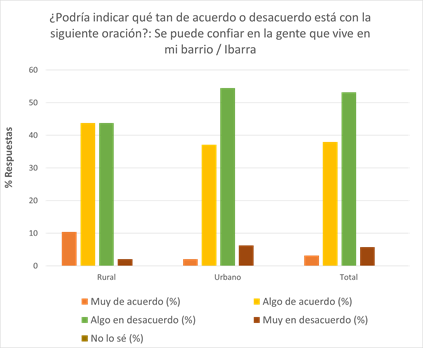 ¿Podría indicar qué tan de acuerdo o desacuerdo está con la
siguiente oración?: Se puede confiar en la gente que vive en
mi barrio / Ibarra
60
50
40
30
20
10
0
% Respuestas
Rural Urbano Total
Muy de acuerdo (%) Algo de acuerdo (%)
Algo en desacuerdo (%) Muy en desacuerdo (%)
No lo sé (%)